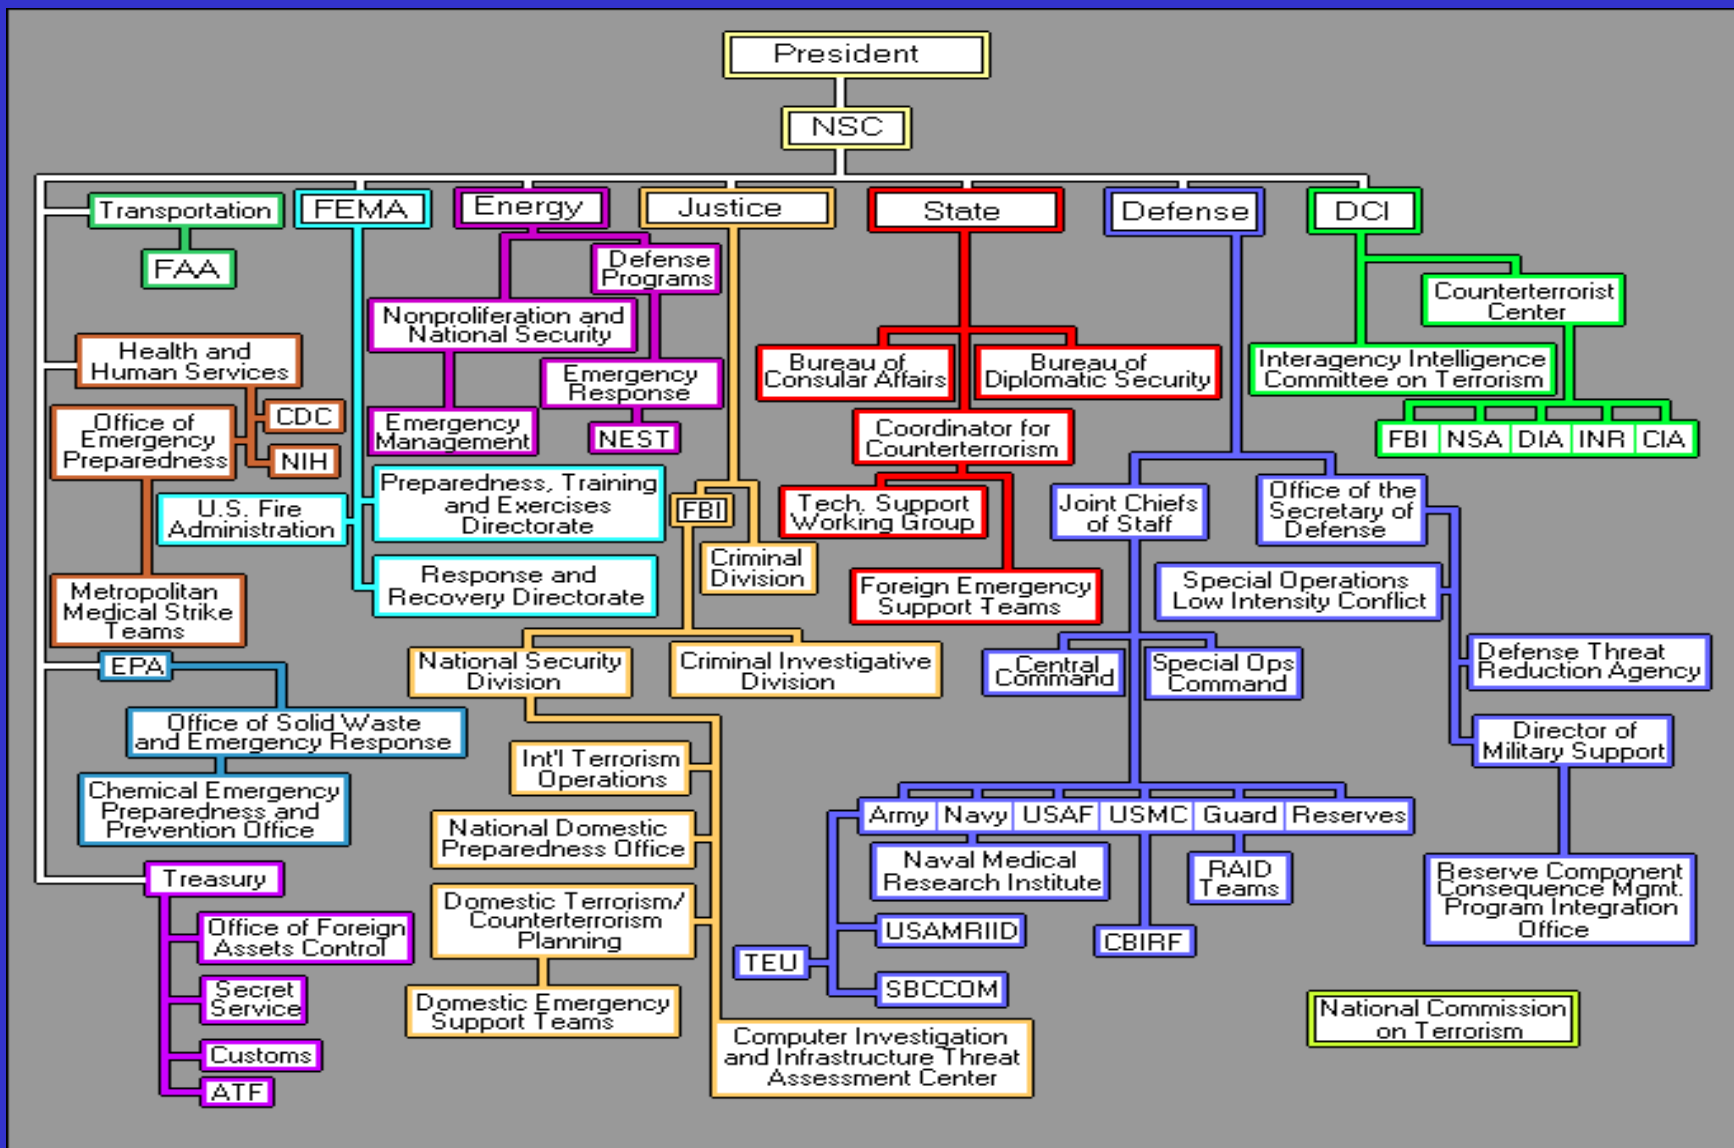 President
NSC
Transportation
FEMA
Energy
Justice
State
Defense
DCI
FAA
Defense
Programs
Nonproliferation and
National Security
Counterterrorist
Center
Health and
Human Services
Bureau of
Consular Affairs
Bureau of
Diplomatic Security
Interagency Intelligence
Committee on Terrorism
Emergency
Response
Office of
Emergency
Preparedness
CDC
NIH
Emergency
Management
NEST
Coordinator for
Counterterrorism
FBI NSA DIA INR CIA
U.S. Fire
Administration
Preparedness, Training
and Exercises
Directorate
FBI
Tech. Support
Working Group
Joint Chiefs
of Staff
Office of the
Secretary of
Defense
Criminal
Division
Metropolitan
Medical Strike
Teams
Response and
Recovery Directorate
Foreign Emergency
Support Teams
Special Operations
Low Intensity Conflict
EPA
National Security
Division
Criminal Investigative
Division
Central
Command
Special Ops
Command
Defense Threat
Reduction Agency
Office of Solid Waste
and Emergency Response
Int'l Terrorism
Operations
Director of
Military Support
Chemical Emergency
Preparedness and
Prevention Office
National Domestic
Preparedness Office
Army Navy USAF USMC Guard Reserves
Treasury
Naval Medical
Research Institute
RAID
Teams
Reserve Component
Consequence Mgmt.
Program Integration
Office
Domestic Terrorism/
Counterterrorism
Planning
Office of Foreign
Assets Control
USAMRIID
CBIRF
TEU
SBCCOM
Secret
Service
Domestic Emergency
Support Teams
National Commission
on Terrorism
Customs
Computer Investigation
and Infrastructure Threat
Assessment Center
ATF